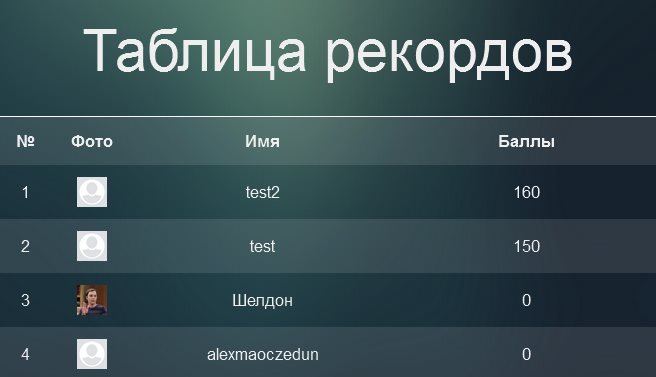 Таблица рекордов
№ Фото Имя Баллы
1 test2 160
2 test 150
3 Шелдон 0
4 alexmaoczedun 0